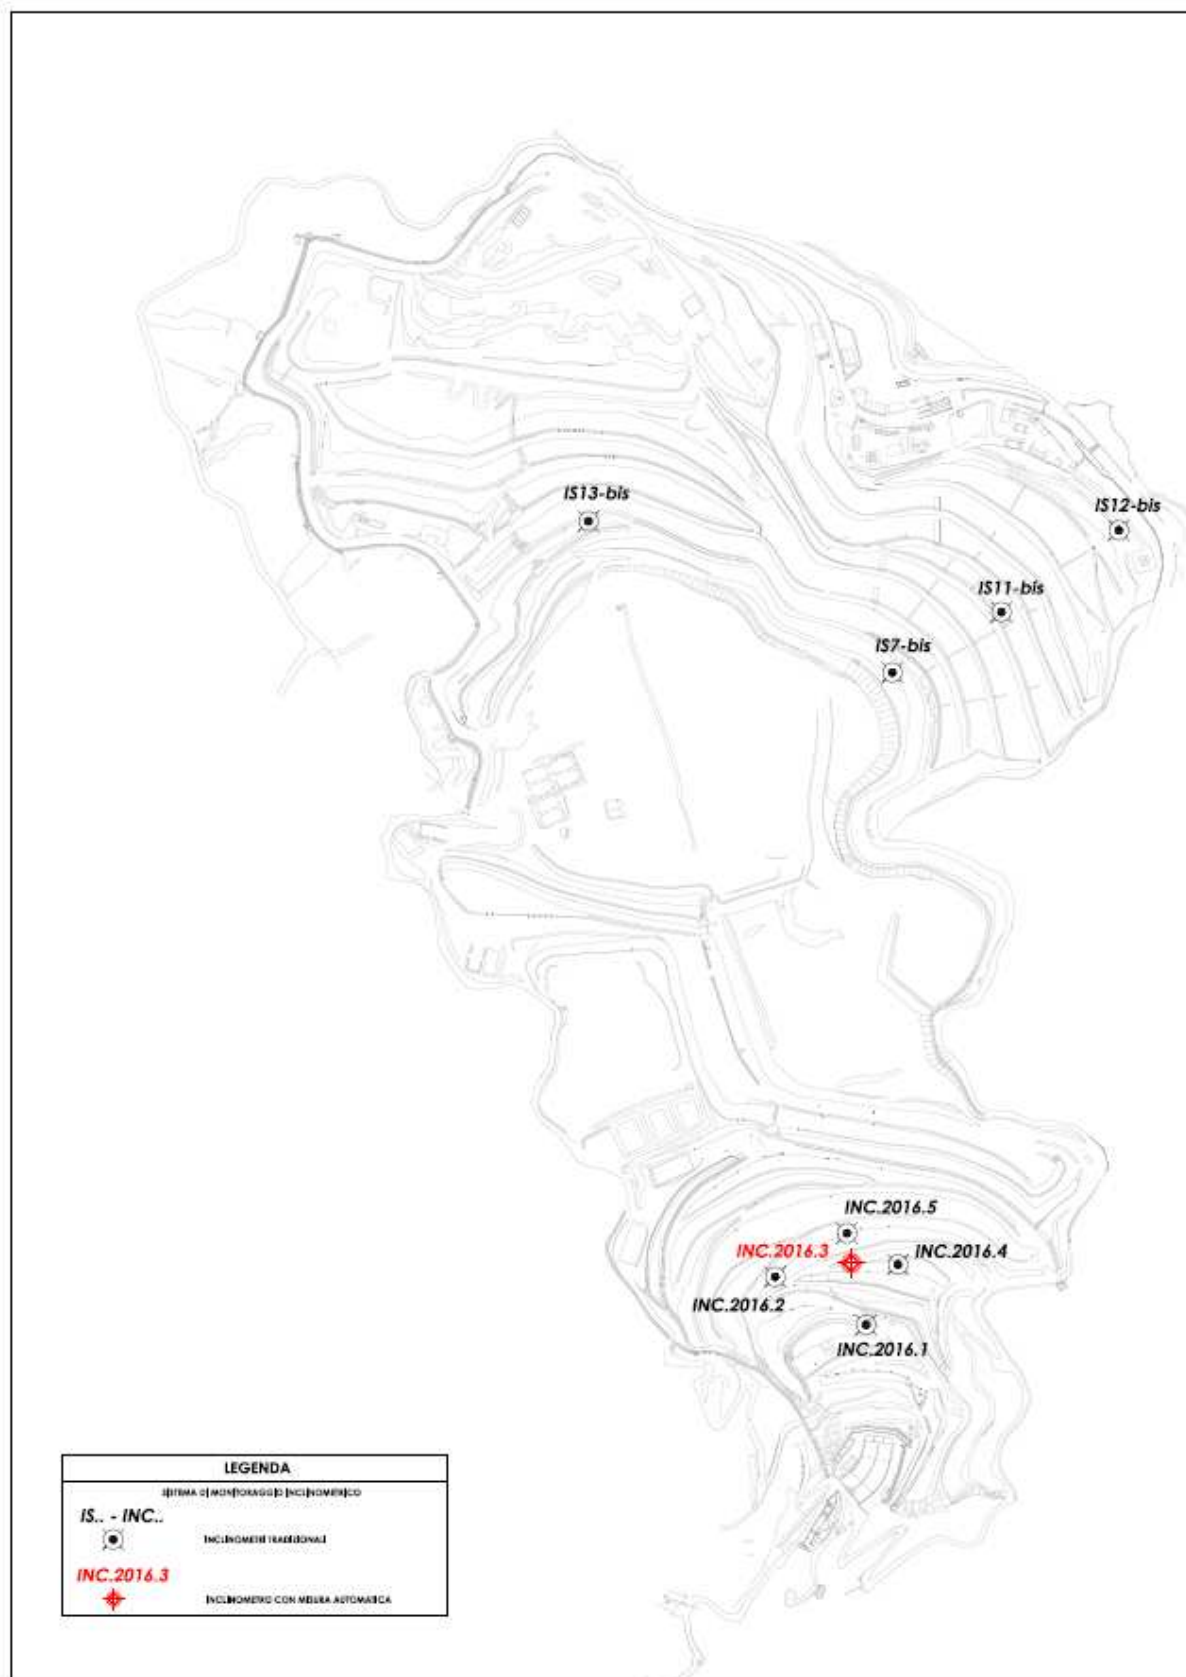 IS13-bis
IS12-bis
IS11-bis
IS7-bis
INC.2016.5
INC.2016.3
INC.2016.4
INC.2016.2
INC.2016.1
LEGENDA
SISTEMA DI MONITORAGGIO INCLINOMETRICO
IS.. - INC..
INCLINOMETRI TRADIZIONALI
INC.2016.3
INCLINOMETRO CON MISURA AUTOMATICA